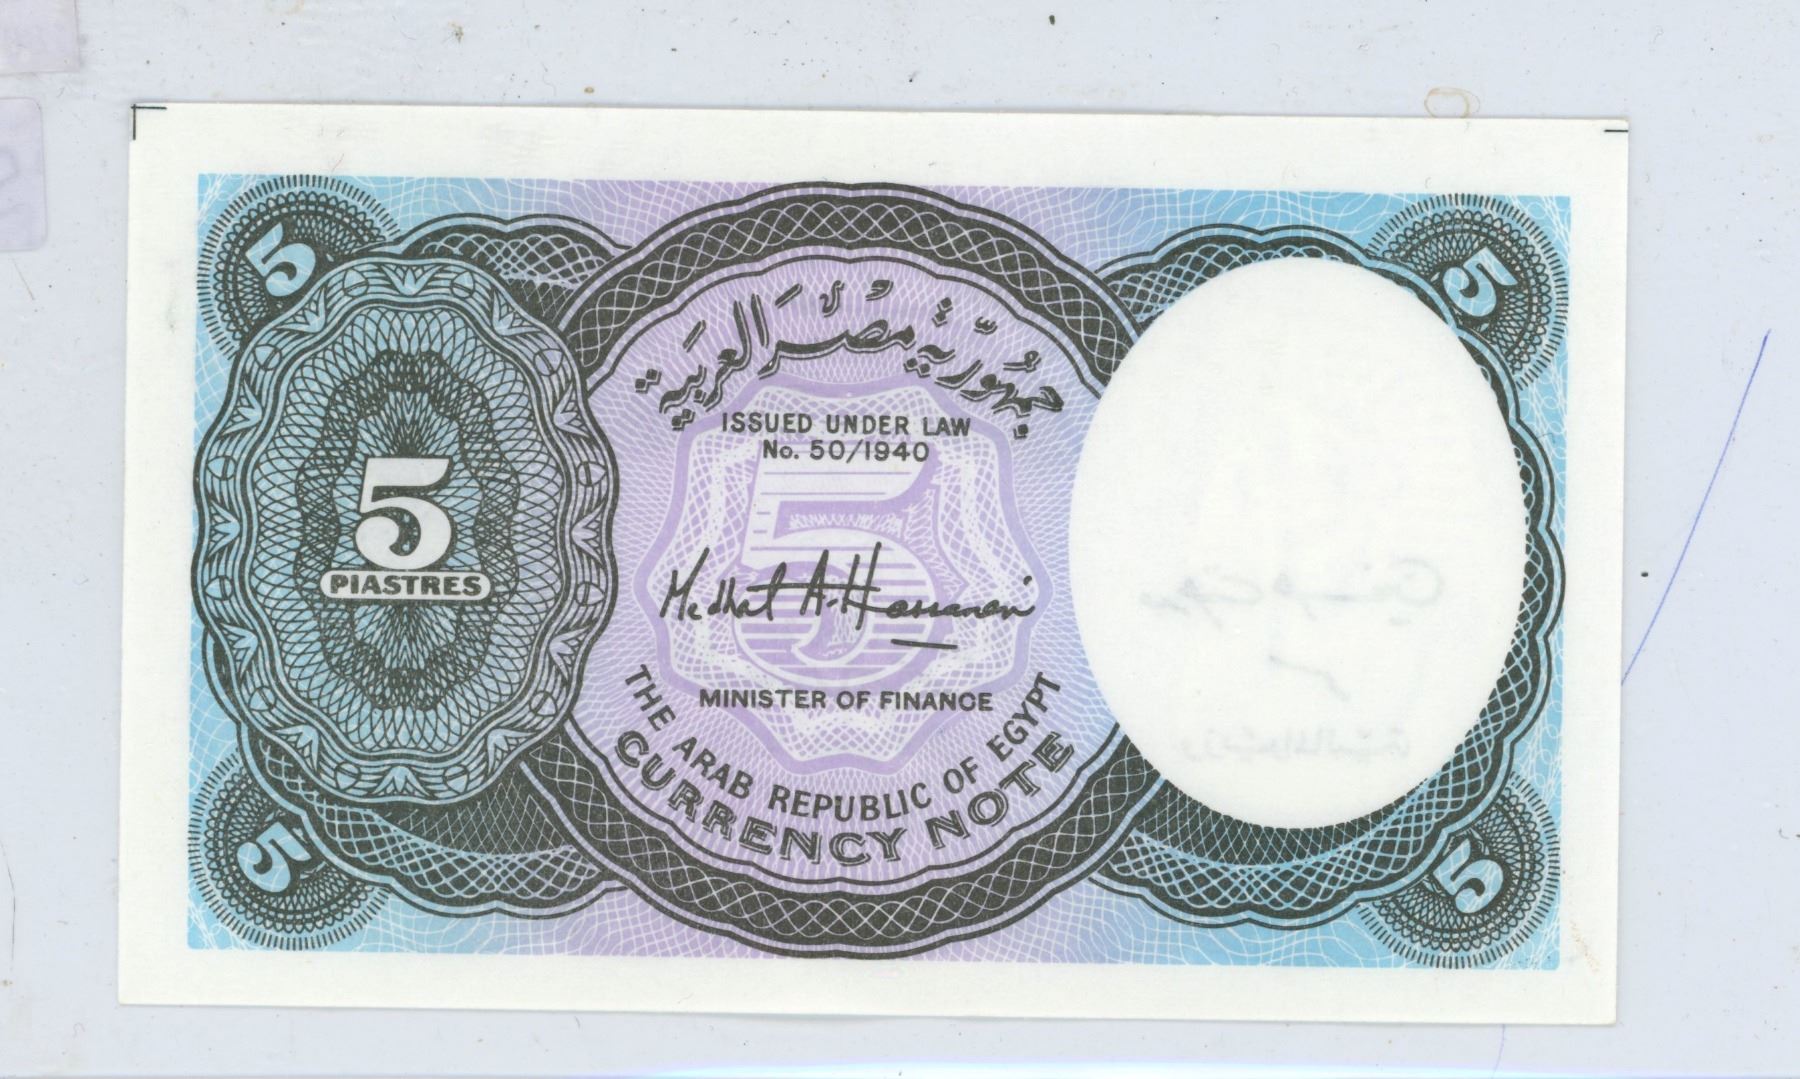 5
5
جمهورية مصر العربية
ISSUED UNDER LAW
No. 50/1940
5
PIASTRES
5
Medhat A. Hassanein
MINISTER OF FINANCE
THE ARAB REPUBLIC OF EGYPT
CURRENCY NOTE
5
5